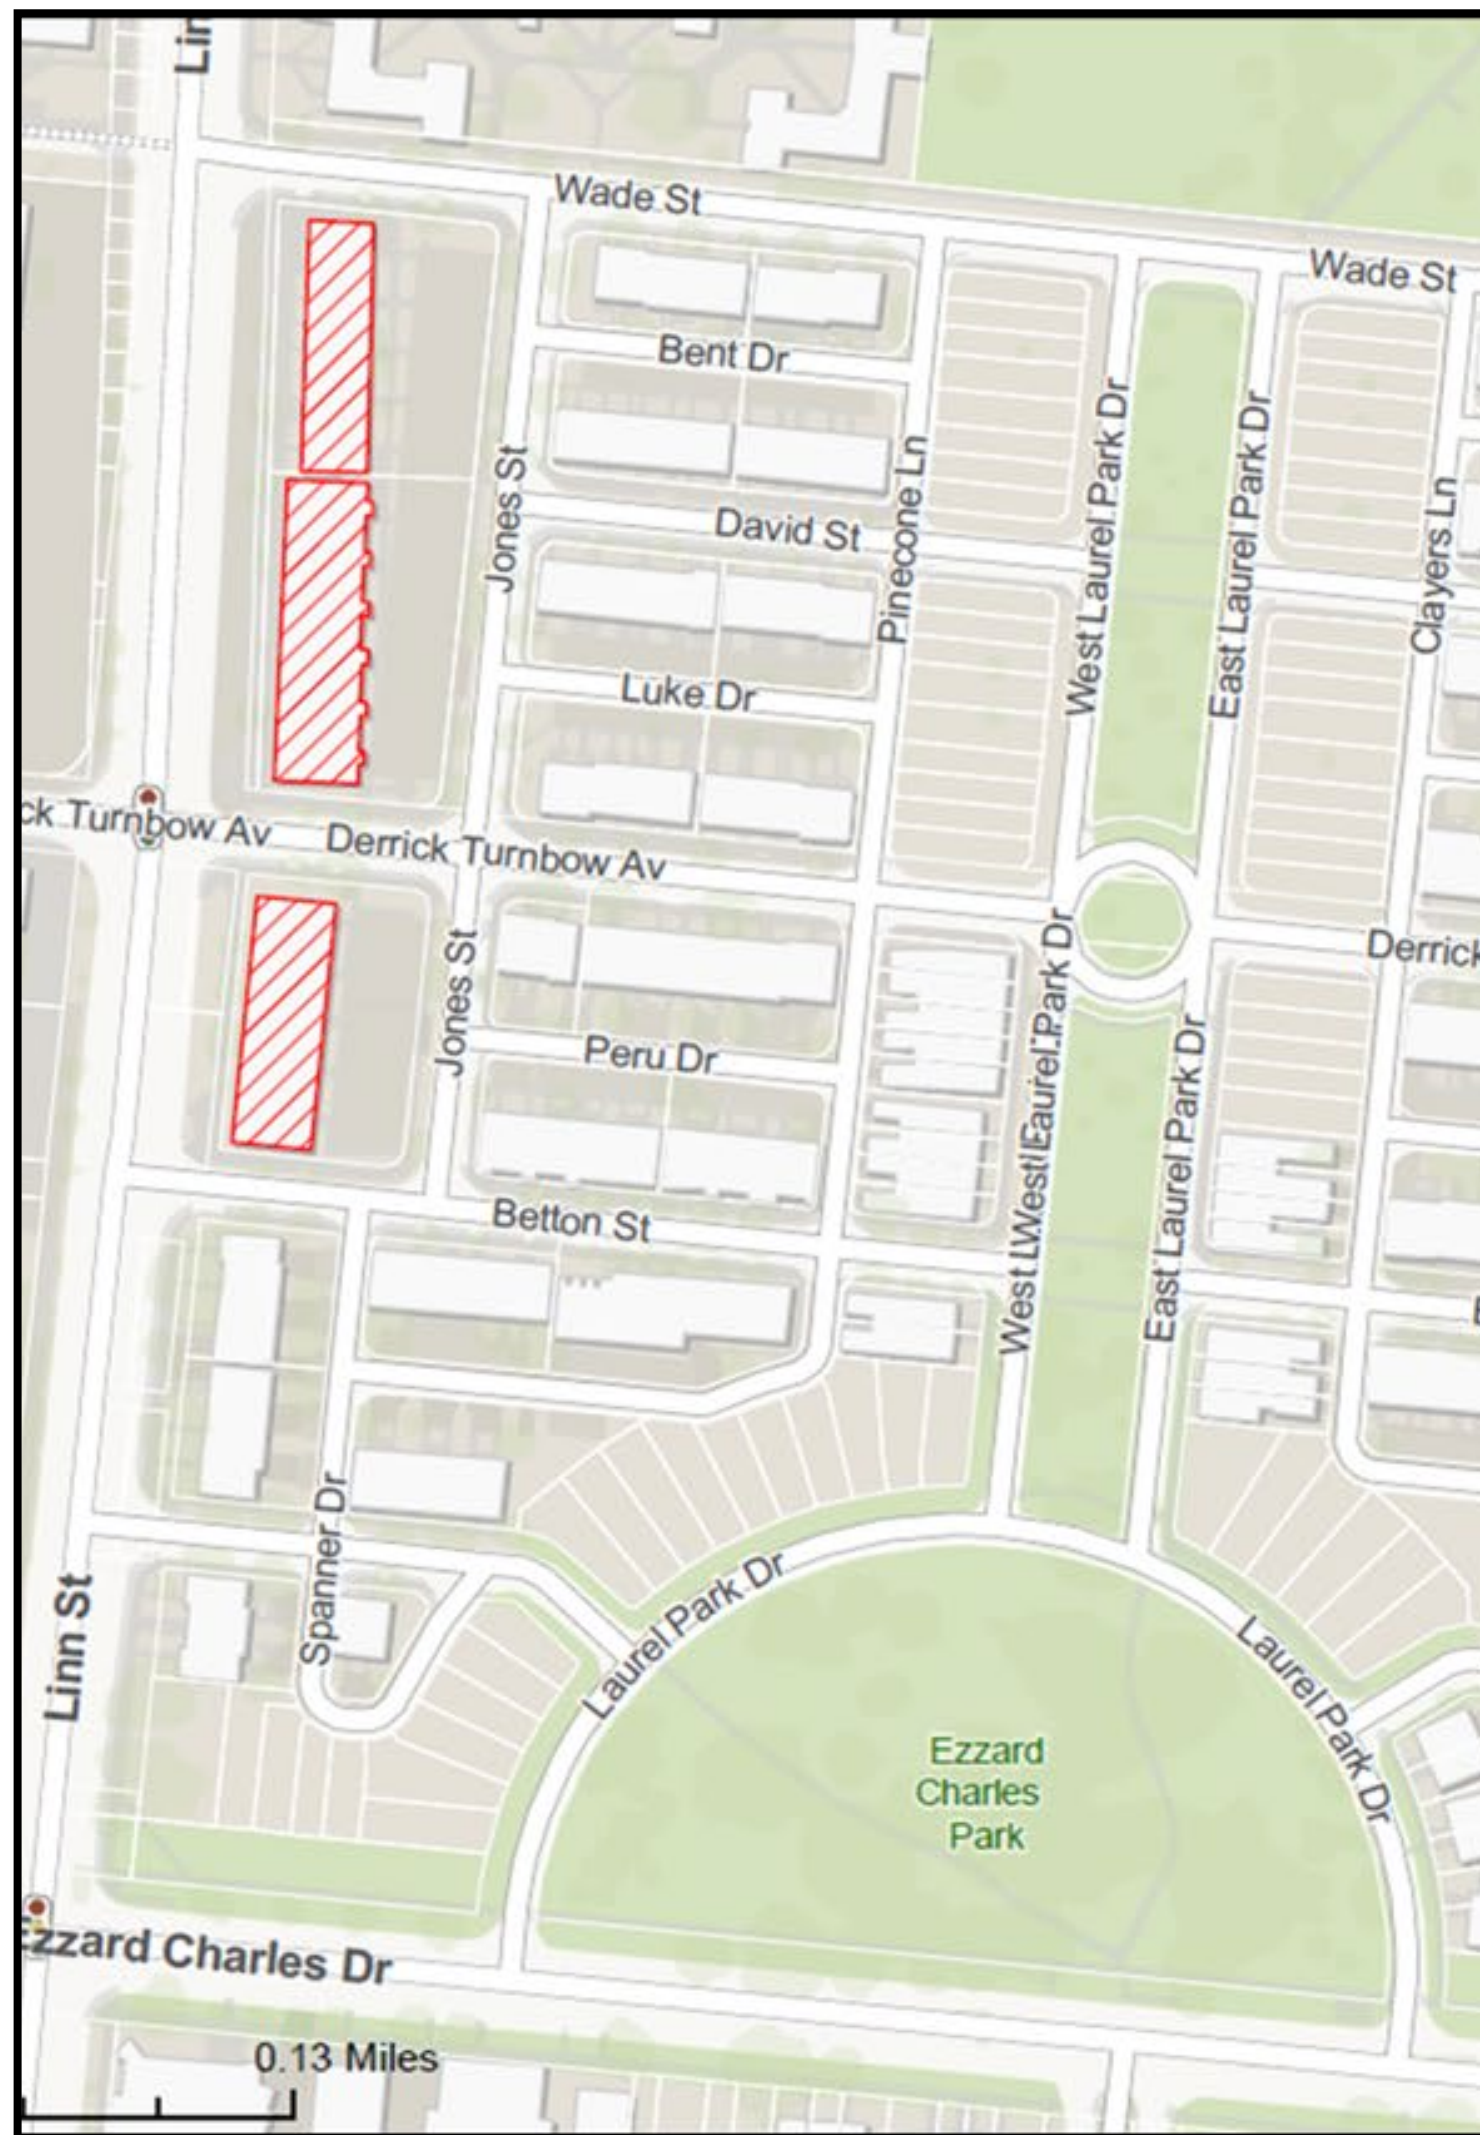 Lin
Wade St
Wade St
Bent Dr
West Laurel Park Dr
East Laurel Park Dr
Pinecone Ln
Jones St
Clayers Ln
David St
Luke Dr
ck Turnbow Av
Derrick Turnbow Av
Derrick
Jones St
West Laurel Park Dr
East Laurel Park Dr
Peru Dr
Betton St
Spanner Dr
Linn St
Laurel Park Dr
Laurel Park Dr
Ezzard
Charles
Park
Ezzard Charles Dr
0.13 Miles